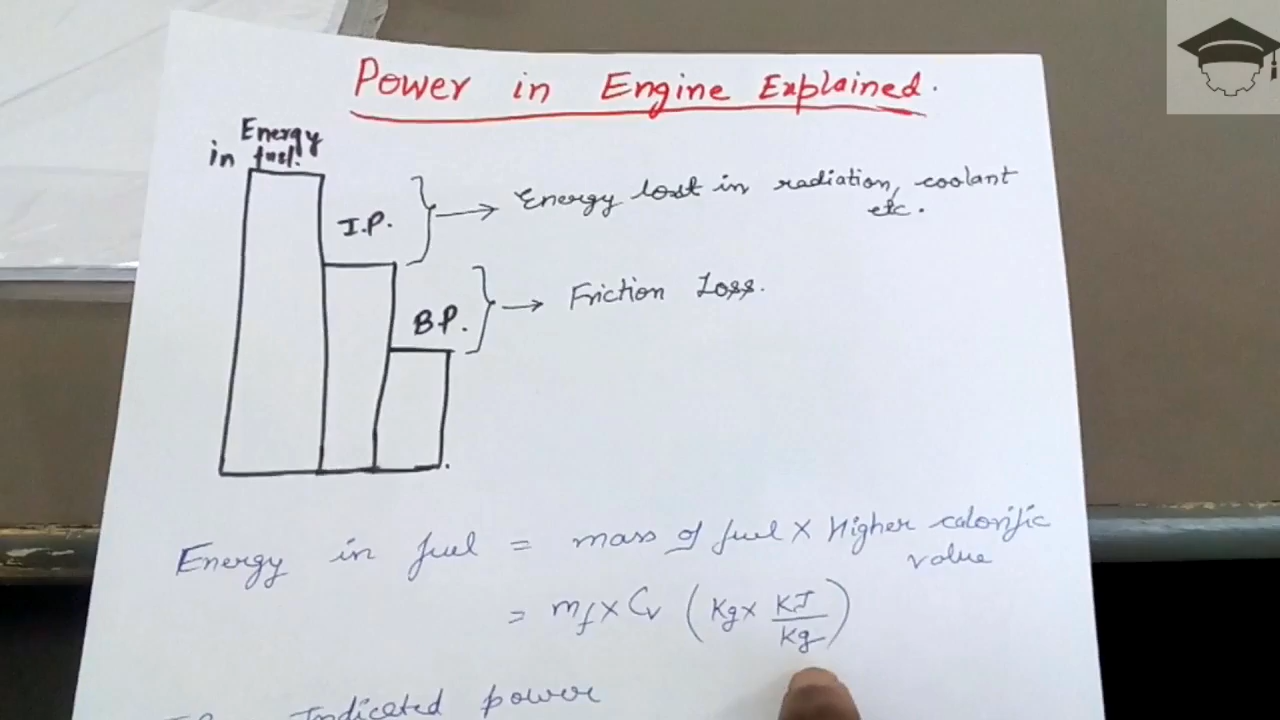 Power in Engine Explained.
Energy
in fuel.
I.P.
Energy lost in radiation, coolant
etc.
B.P.
Friction Loss.
Energy in fuel = mass of fuel × Higher calorific
value
= mf × Cv (Kg × KJ/Kg)
Indicated power